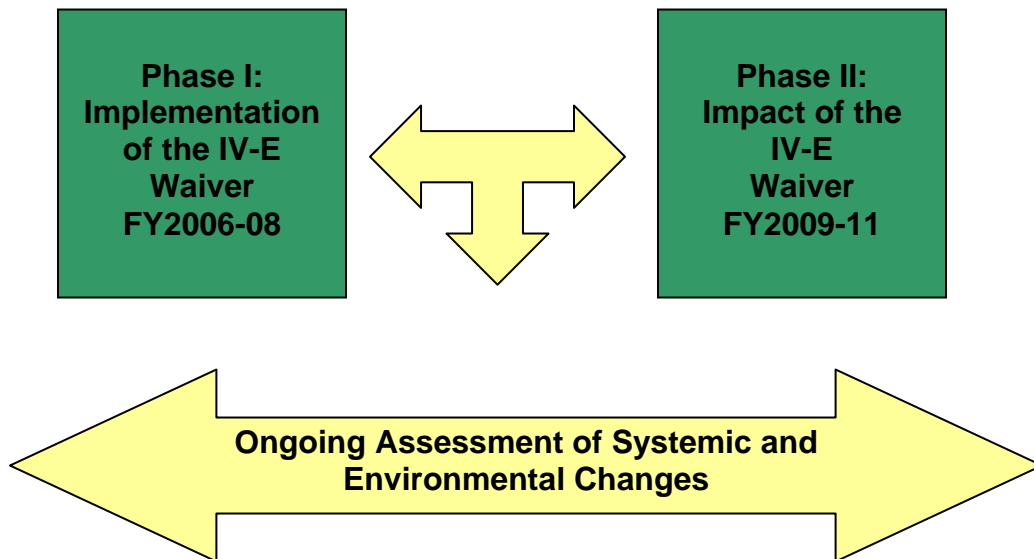 Phase I:
Implementation
of the IV-E
Waiver
FY2006-08
Phase II:
Impact of the
IV-E
Waiver
FY2009-11
Ongoing Assessment of Systemic and
Environmental Changes